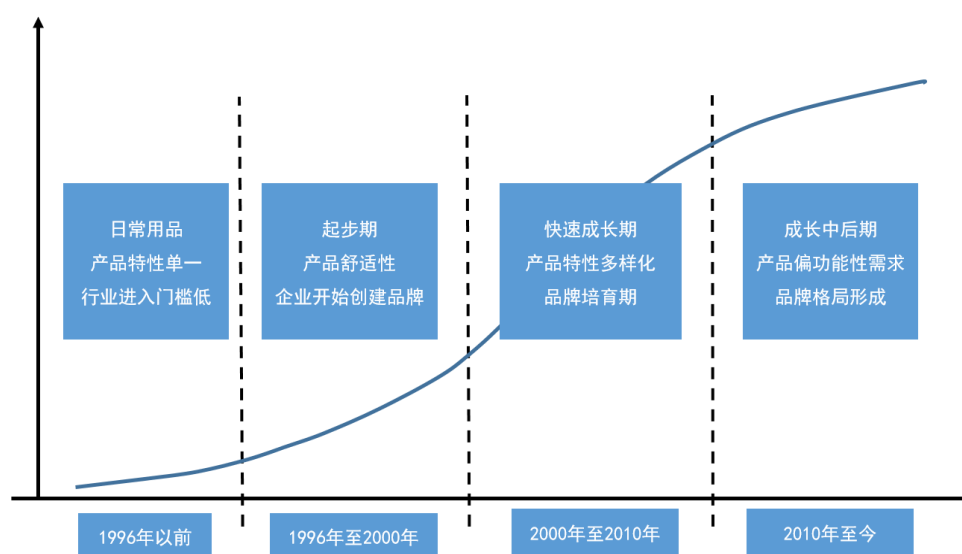 日常用品
产品特性单一
行业进入门槛低
起步期
产品舒适性
企业开始创建品牌
快速成长期
产品特性多样化
品牌培育期
成长中后期
产品偏功能性需求
品牌格局形成
1996年以前
1996年至2000年
2000年至2010年
2010年至今